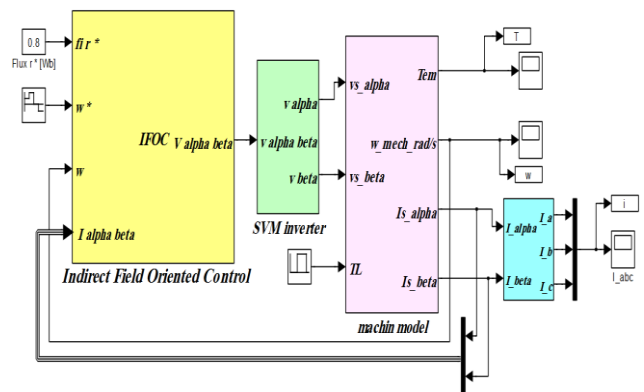 0.8
Flux r * [Wb]
fi r *
w *
w
I alpha beta
IFOC
V alpha beta
Indirect Field Oriented Control
v alpha
v alpha beta
v beta
SVM inverter
vs_alpha
vs_beta
TL
Tem
w_mech_rad/s
Is_alpha
Is_beta
machin model
T
w
I_alpha
I_beta
I_a
I_b
I_c
i
I_abc